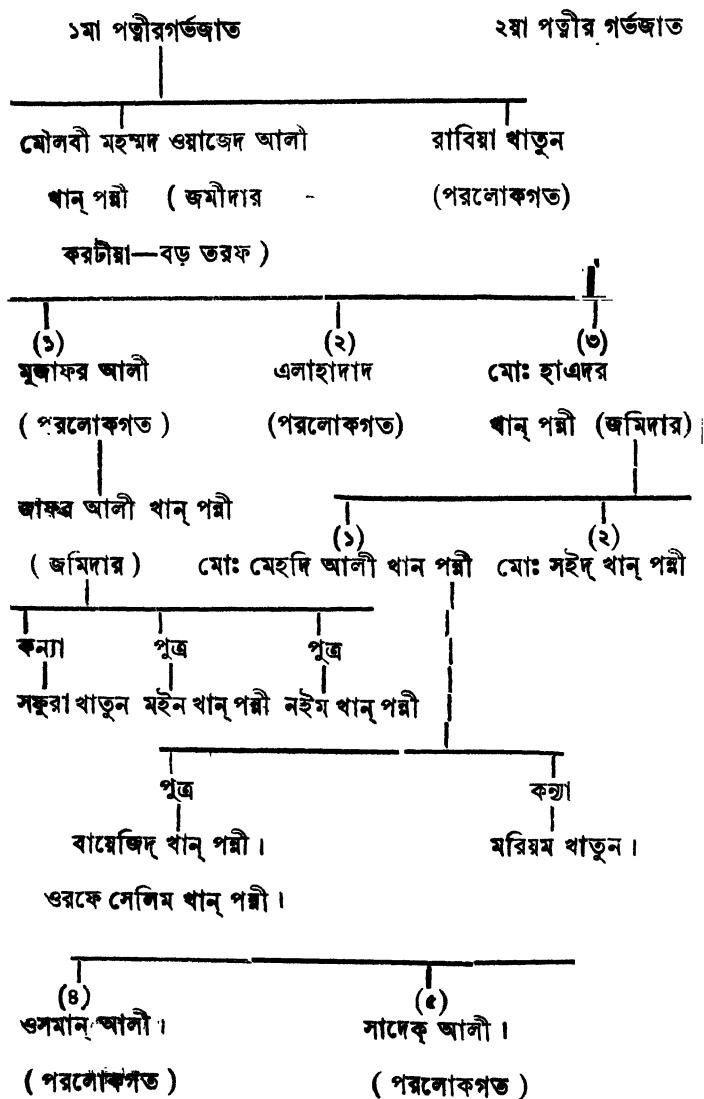 ১মা পত্নীরগর্ভজাত ২য়া পত্নীর গর্ভজাত
মৌলবী মহম্মদ ওয়াজেদ আলী রাবিয়া খাতুন
খান্ পন্নী ( জমীদার - (পরলোকগত)
করটীয়া—বড় তরফ )
(১) (২) (৩)
মুজাফর আলী এলাহাদাদ মোঃ হাএদর
( পরলোকগত ) (পরলোকগত) খান্ পন্নী (জমিদার)
জাফর আলী খান্ পন্নী
(১) (২)
( জমিদার ) মোঃ মেহদি আলী খান পন্নী মোঃ সইদ্ খান্ পন্নী
কন্যা পুত্র পুত্র
সফুরা খাতুন মইন খান্ পন্নী নইম খান্ পন্নী
পুত্র কন্যা
বায়েজিদ্ খান্ পন্নী । মরিয়ম খাতুন ।
ওরফে সেলিম খান্ পন্নী ।
(৪) (৫)
ওসমান্ আলী । সাদেক্ আলী ।
( পরলোকগত ) ( পরলোকগত )